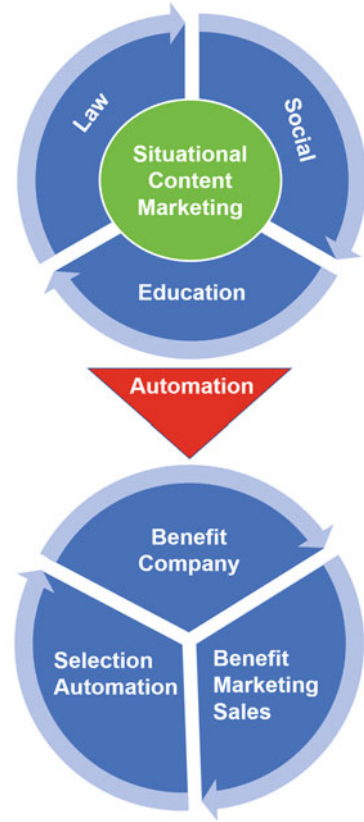 Law
Social
Situational
Content
Marketing
Education
Automation
Benefit
Company
Selection
Automation
Benefit
Marketing
Sales